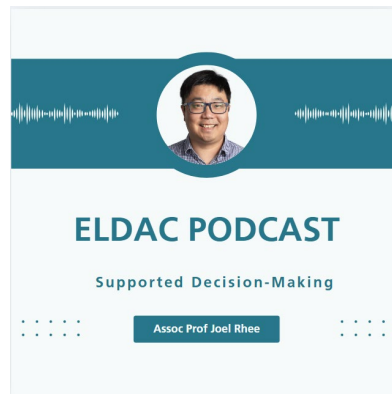 ELDAC PODCAST
Supported Decision-Making
Assoc Prof Joel Rhee